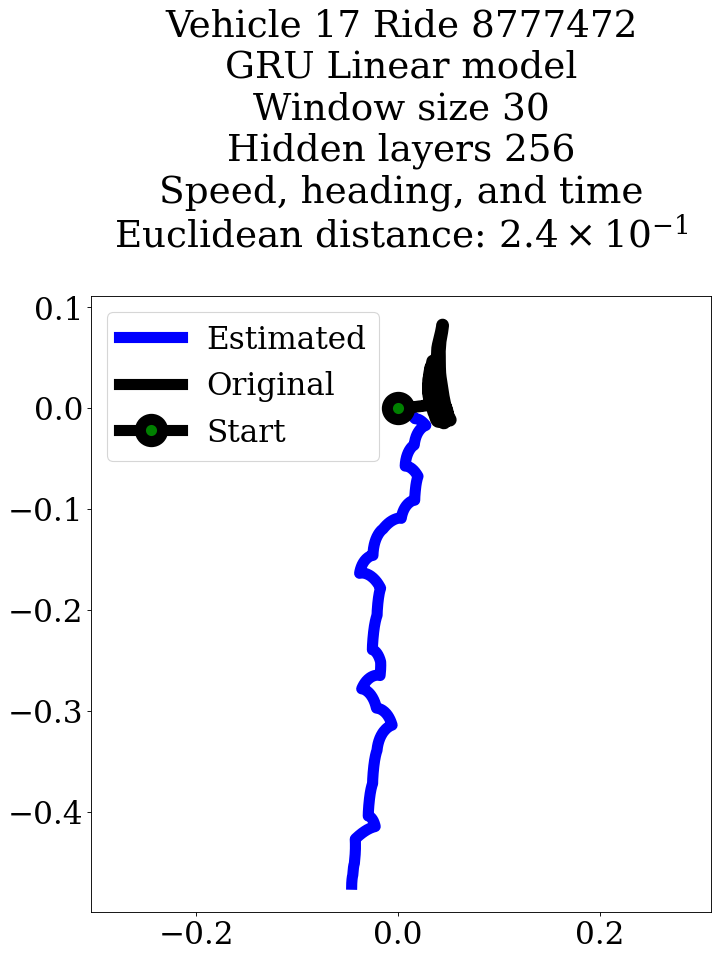 Vehicle 17 Ride 8777472
GRU Linear model
Window size 30
Hidden layers 256
Speed, heading, and time
Euclidean distance: 2.4 × 10⁻¹
Estimated
Original
Start
0.1
0.0
−0.1
−0.2
−0.3
−0.4
−0.2 0.0 0.2